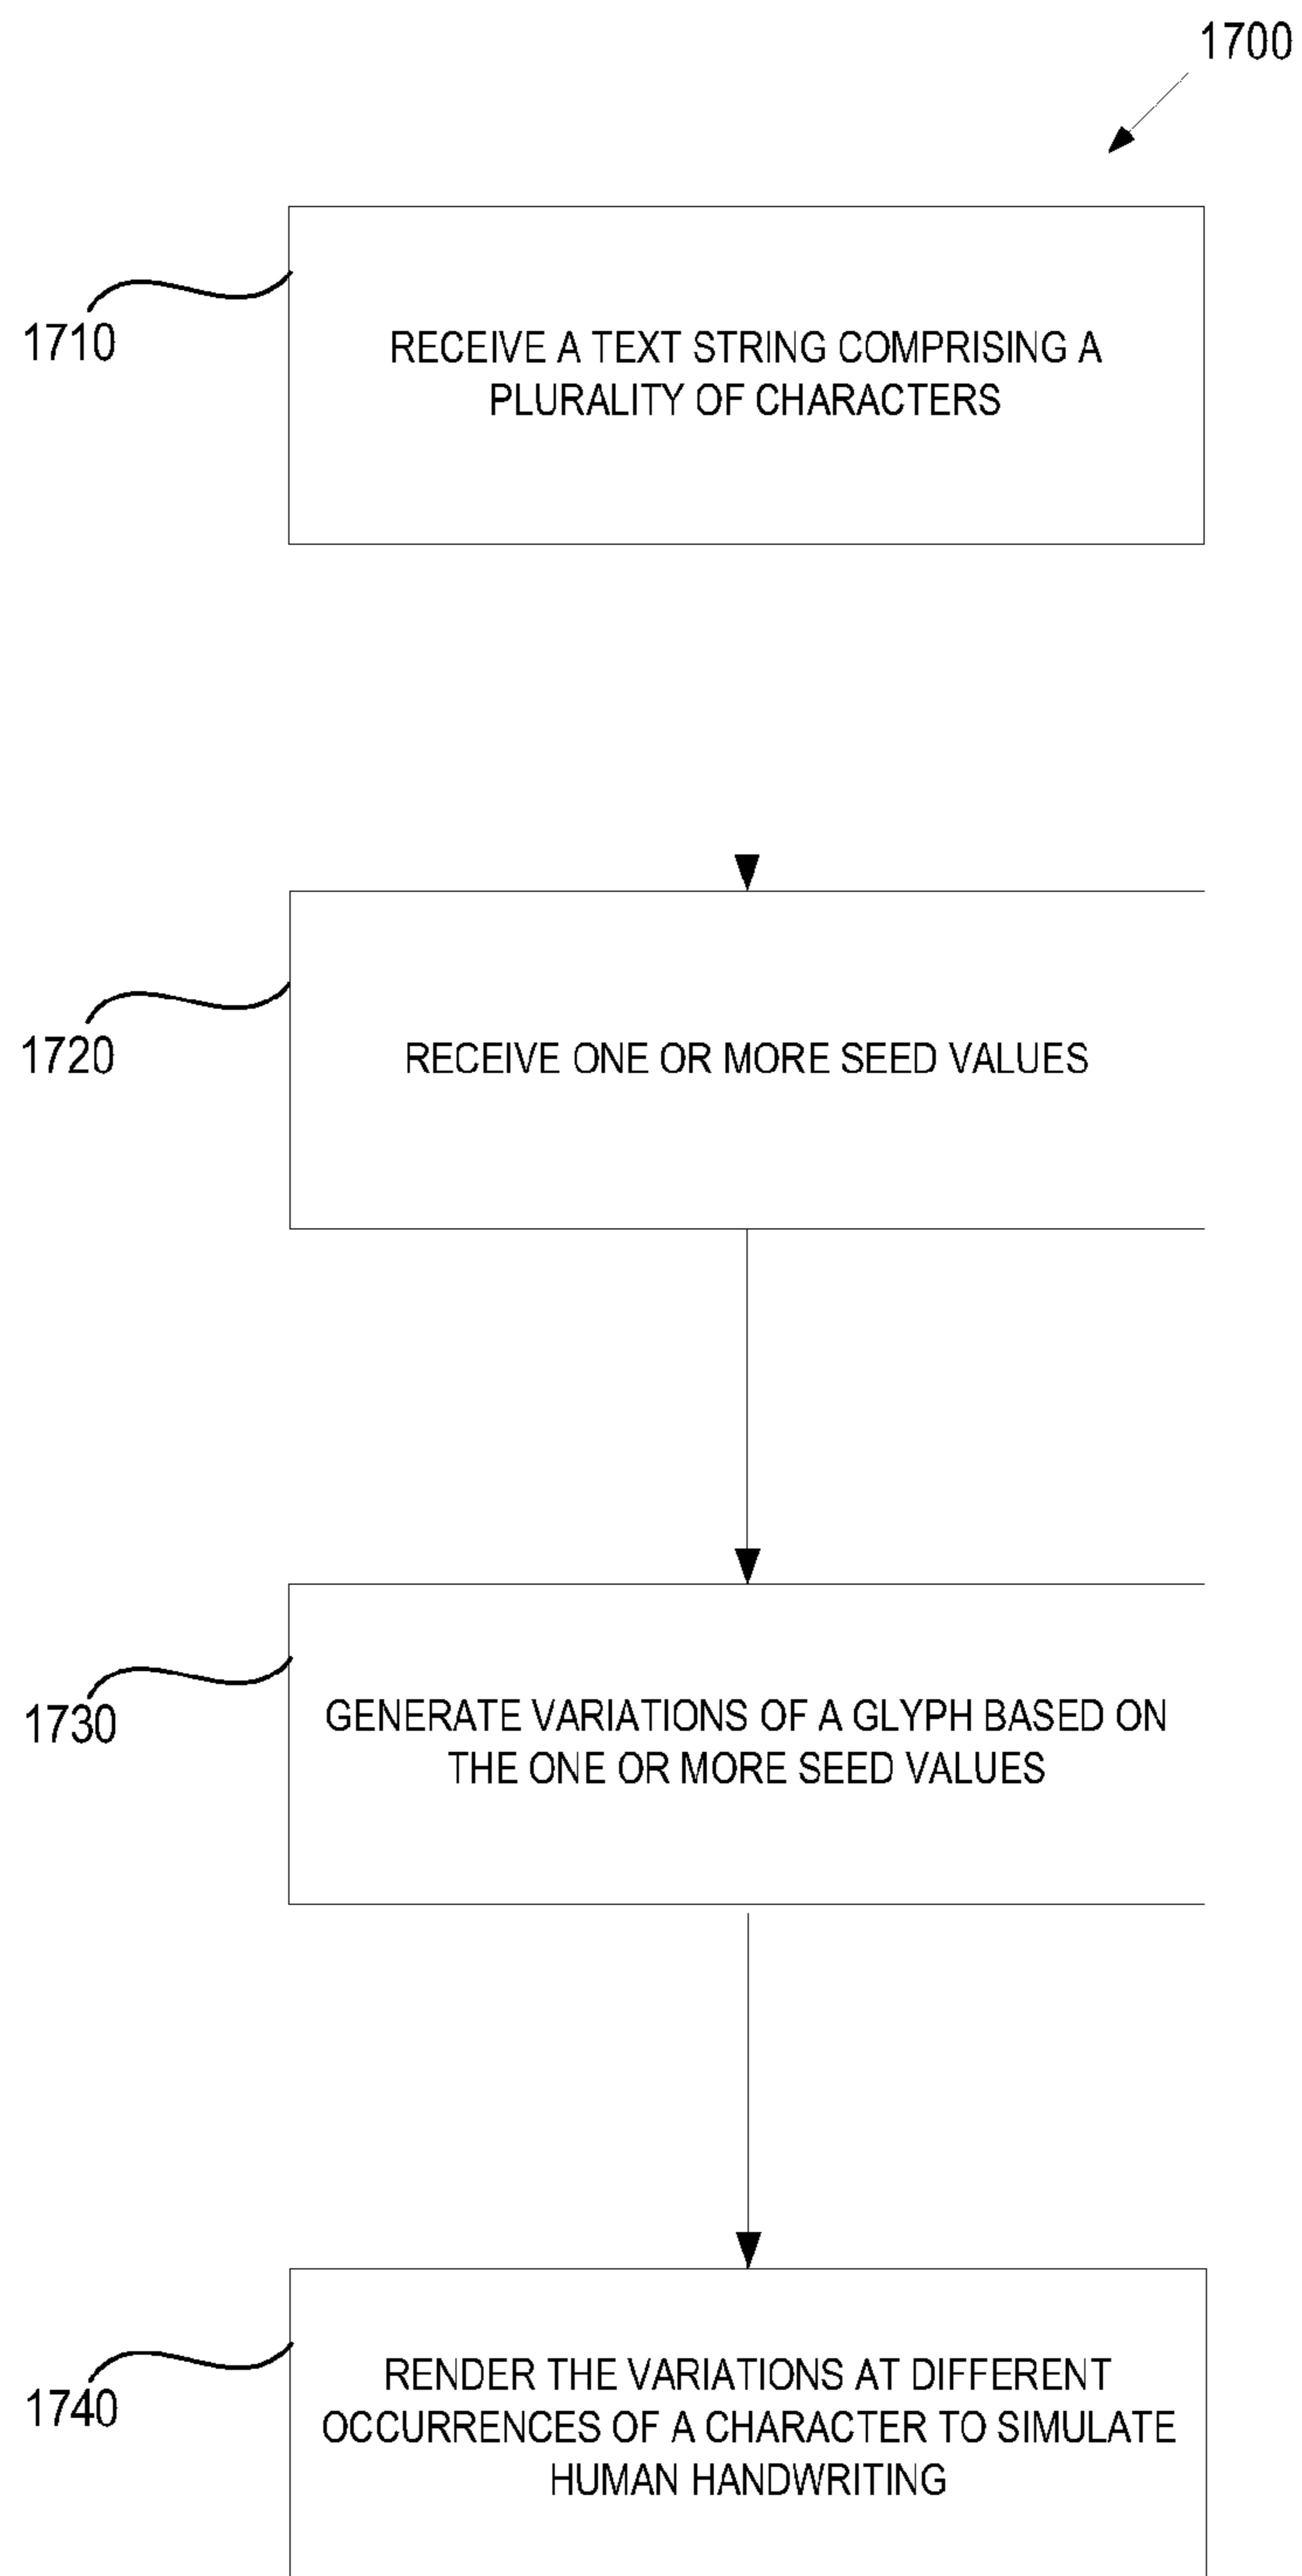 1700
1710
RECEIVE A TEXT STRING COMPRISING A
PLURALITY OF CHARACTERS
1720
RECEIVE ONE OR MORE SEED VALUES
1730
GENERATE VARIATIONS OF A GLYPH BASED ON
THE ONE OR MORE SEED VALUES
1740
RENDER THE VARIATIONS AT DIFFERENT
OCCURRENCES OF A CHARACTER TO SIMULATE
HUMAN HANDWRITING